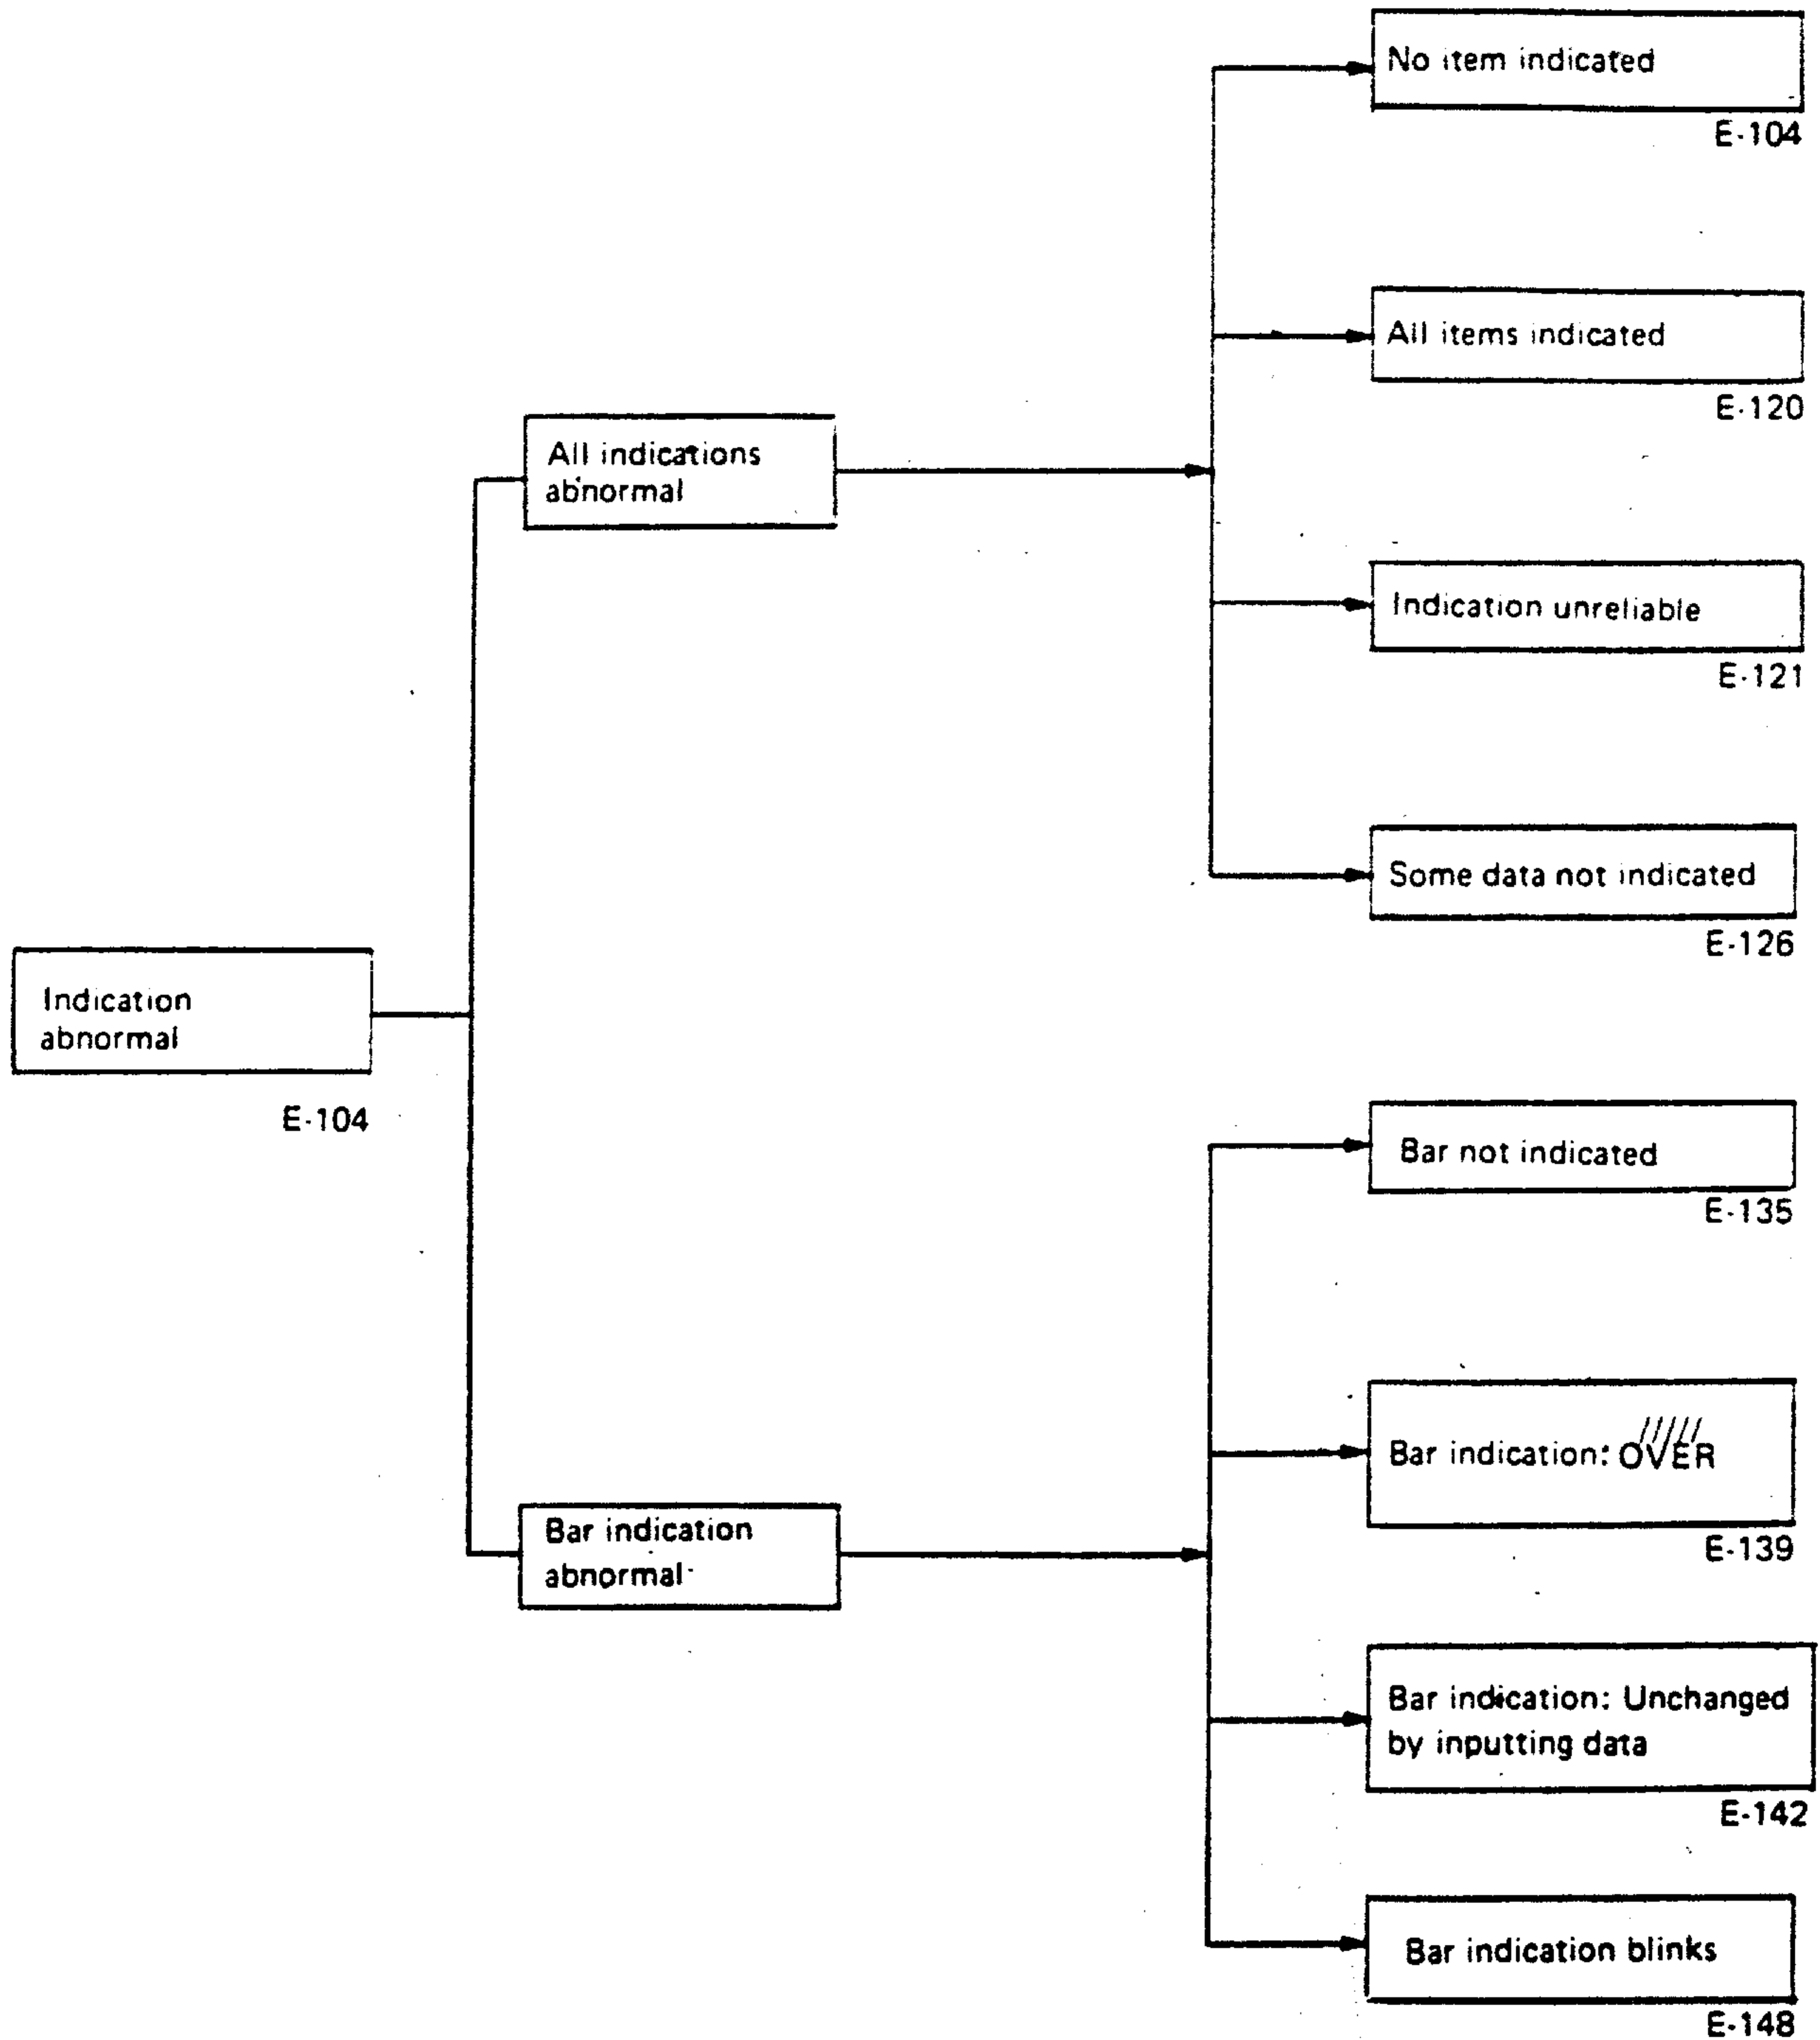 No item indicated
E-104
All items indicated
E-120
All indications
abnormal
Indication unreliable
E-121
Some data not indicated
E-126
Indication
abnormal
E-104
Bar not indicated
E-135
Bar indication: OVER
E-139
Bar indication
abnormal
Bar indication: Unchanged
by inputting data
E-142
Bar indication blinks
E-148